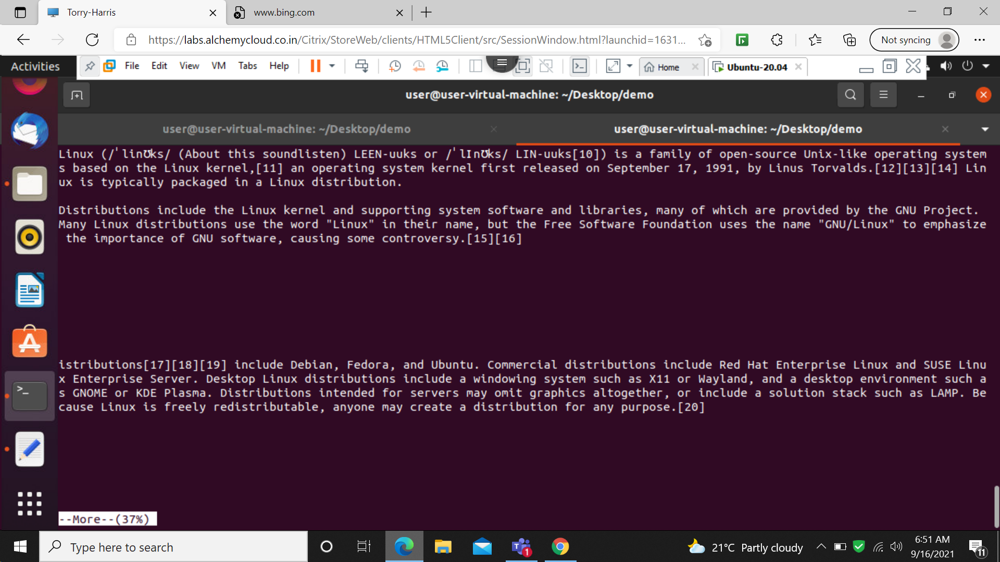 Torry-Harris
www.bing.com
https://labs.alchemycloud.co.in/Citrix/StoreWeb/clients/HTML5Client/src/SessionWindow.html?launchid=1631...
Not syncing
Activities
File Edit View VM Tabs Help
Home
Ubuntu-20.04
user@user-virtual-machine: ~/Desktop/demo
user@user-virtual-machine: ~/Desktop/demo
user@user-virtual-machine: ~/Desktop/demo
Linux (/ˈlinʊks/ (About this soundlisten) LEEN-uuks or /ˈlɪnʊks/ LIN-uuks[10]) is a family of open-source Unix-like operating system
s based on the Linux kernel,[11] an operating system kernel first released on September 17, 1991, by Linus Torvalds.[12][13][14] Lin
ux is typically packaged in a Linux distribution.
Distributions include the Linux kernel and supporting system software and libraries, many of which are provided by the GNU Project.
Many Linux distributions use the word "Linux" in their name, but the Free Software Foundation uses the name "GNU/Linux" to emphasize
the importance of GNU software, causing some controversy.[15][16]
istributions[17][18][19] include Debian, Fedora, and Ubuntu. Commercial distributions include Red Hat Enterprise Linux and SUSE Linu
x Enterprise Server. Desktop Linux distributions include a windowing system such as X11 or Wayland, and a desktop environment such a
s GNOME or KDE Plasma. Distributions intended for servers may omit graphics altogether, or include a solution stack such as LAMP. Be
cause Linux is freely redistributable, anyone may create a distribution for any purpose.[20]
--More--(37%)
Type here to search
1
21°C Partly cloudy
6:51 AM
9/16/2021
11